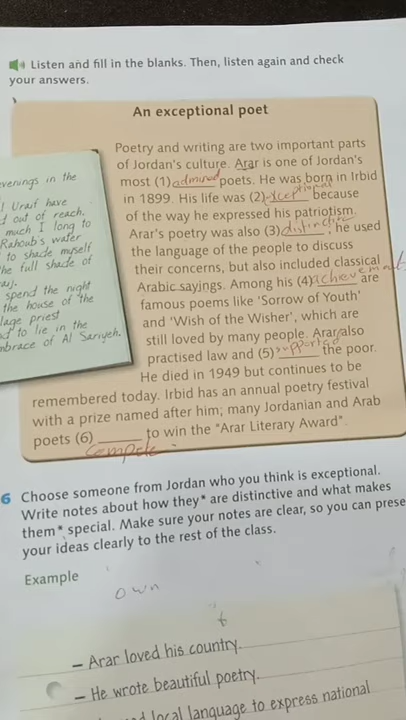 Listen and fill in the blanks. Then, listen again and check
your answers.
An exceptional poet
Poetry and writing are two important parts
of Jordan's culture. Arar is one of Jordan's
most (1) admired poets. He was born in Irbid
in 1899. His life was (2) exceptional because
of the way he expressed his patriotism.
Arar's poetry was also (3) distinctive; he used
the language of the people to discuss
their concerns, but also included classical
Arabic sayings. Among his (4) achievements are
famous poems like 'Sorrow of Youth'
and 'Wish of the Wisher', which are
still loved by many people. Arar also
practised law and (5) supported the poor.
He died in 1949 but continues to be
remembered today. Irbid has an annual poetry festival
with a prize named after him; many Jordanian and Arab
poets (6) ______ to win the "Arar Literary Award".
compete
evenings in the
Uraif have
out of reach.
much I long to
Rahoub's water
to shade myself
the full shade of
spend the night
the house of the
priest
to lie in the
Al Sariyeh.
6 Choose someone from Jordan who you think is exceptional.
Write notes about how they* are distinctive and what makes
them* special. Make sure your notes are clear, so you can
your ideas clearly to the rest of the class.
Example
own
t
– Arar loved his country.
– He wrote beautiful poetry.
local language to express national